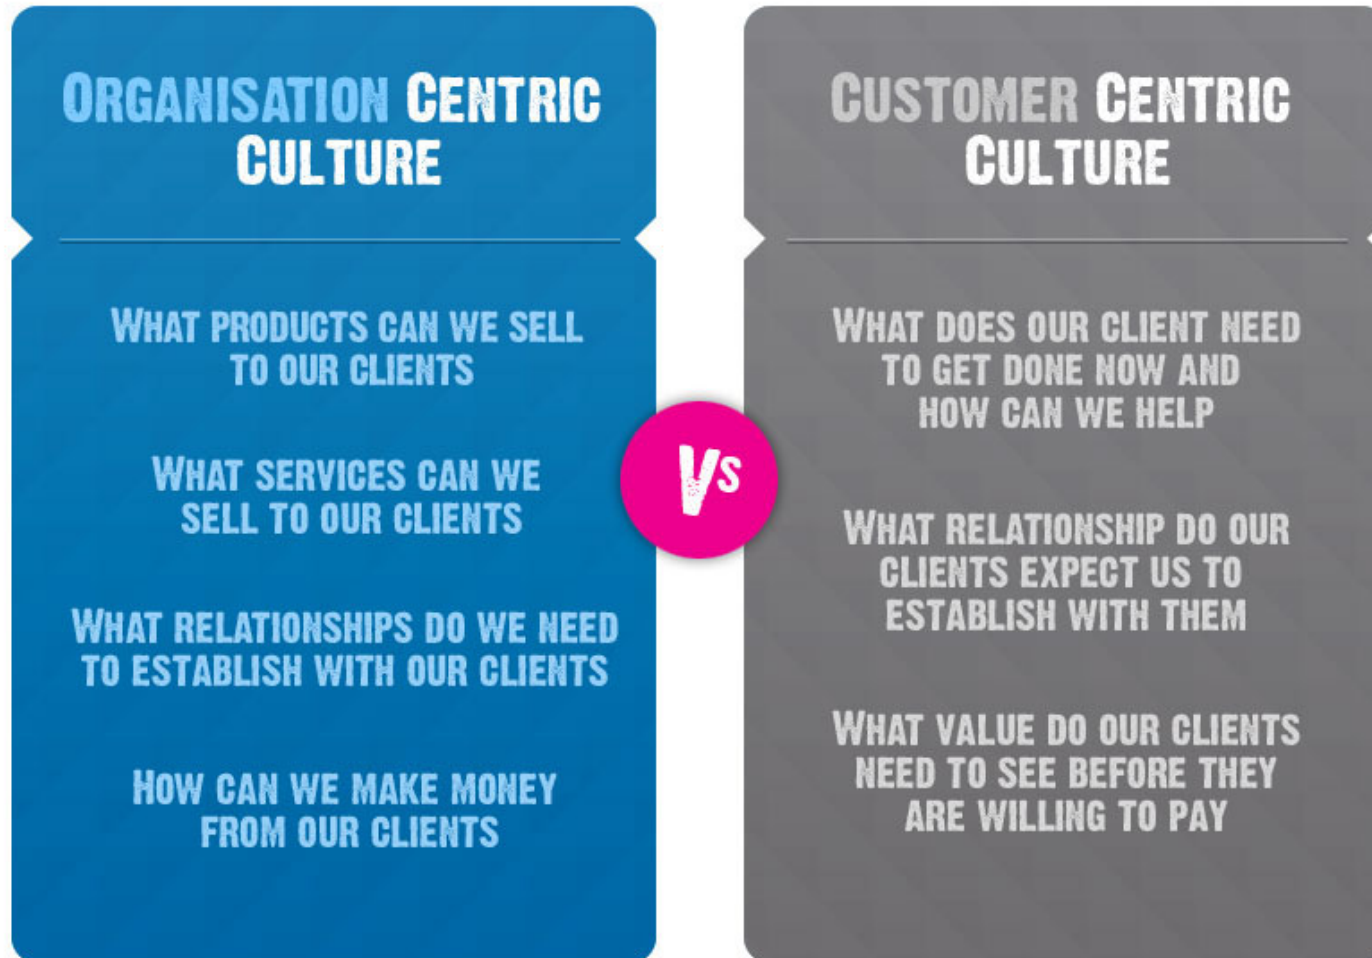 Organisation Centric
Culture
What products can we sell
to our clients
What services can we
sell to our clients
What relationships do we need
to establish with our clients
How can we make money
from our clients
Vs
Customer Centric
Culture
What does our client need
to get done now and
how can we help
What relationship do our
clients expect us to
establish with them
What value do our clients
need to see before they
are willing to pay